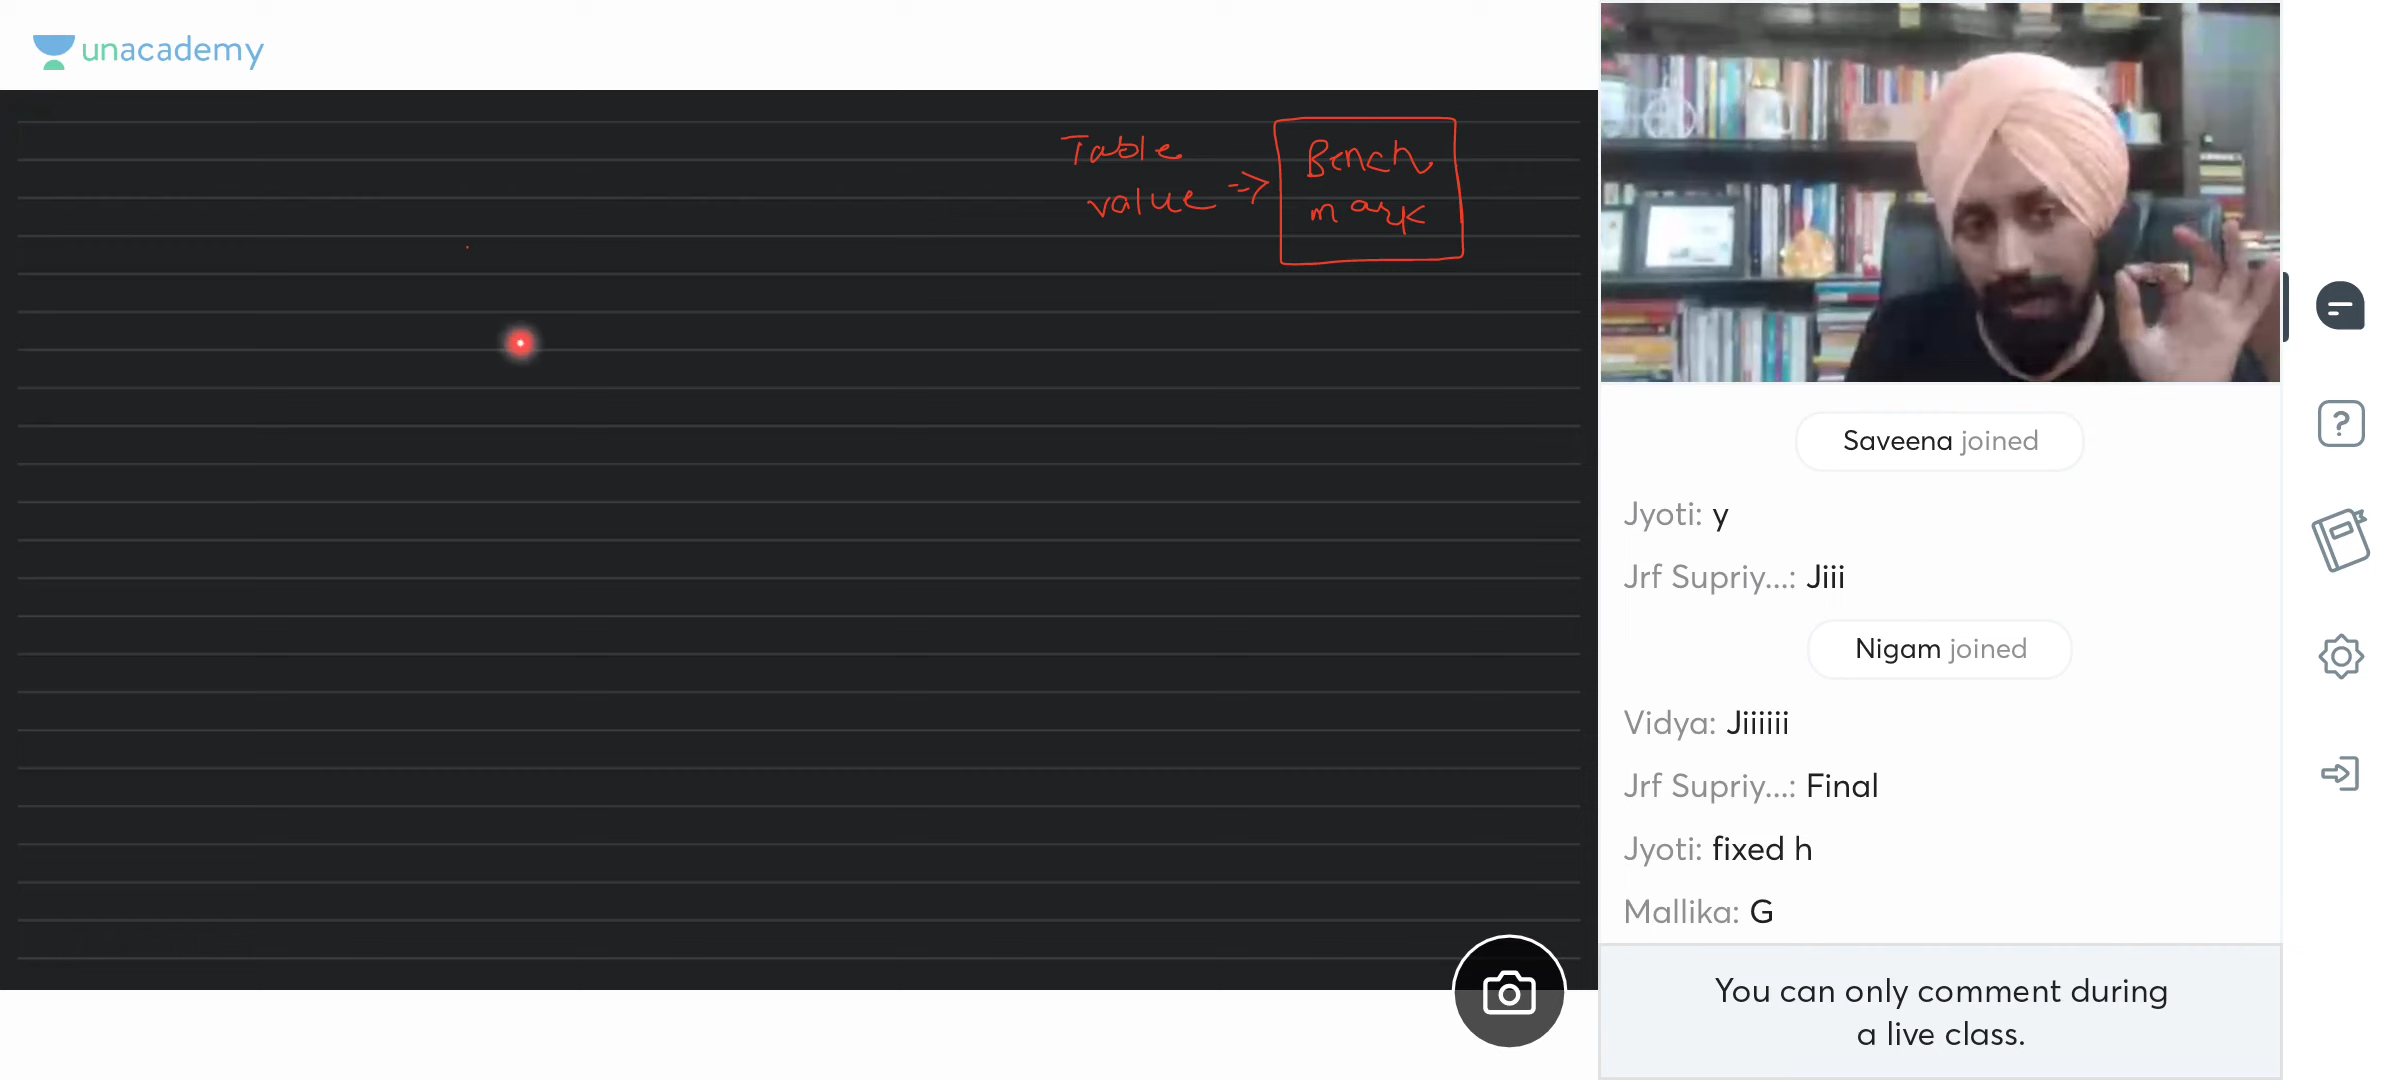 unacademy
Table
value => Bench
mark
Saveena joined
Jyoti: y
Jrf Supriy...: Jiii
Nigam joined
Vidya: Jiiiiii
Jrf Supriy...: Final
Jyoti: fixed h
Mallika: G
You can only comment during
a live class.
?